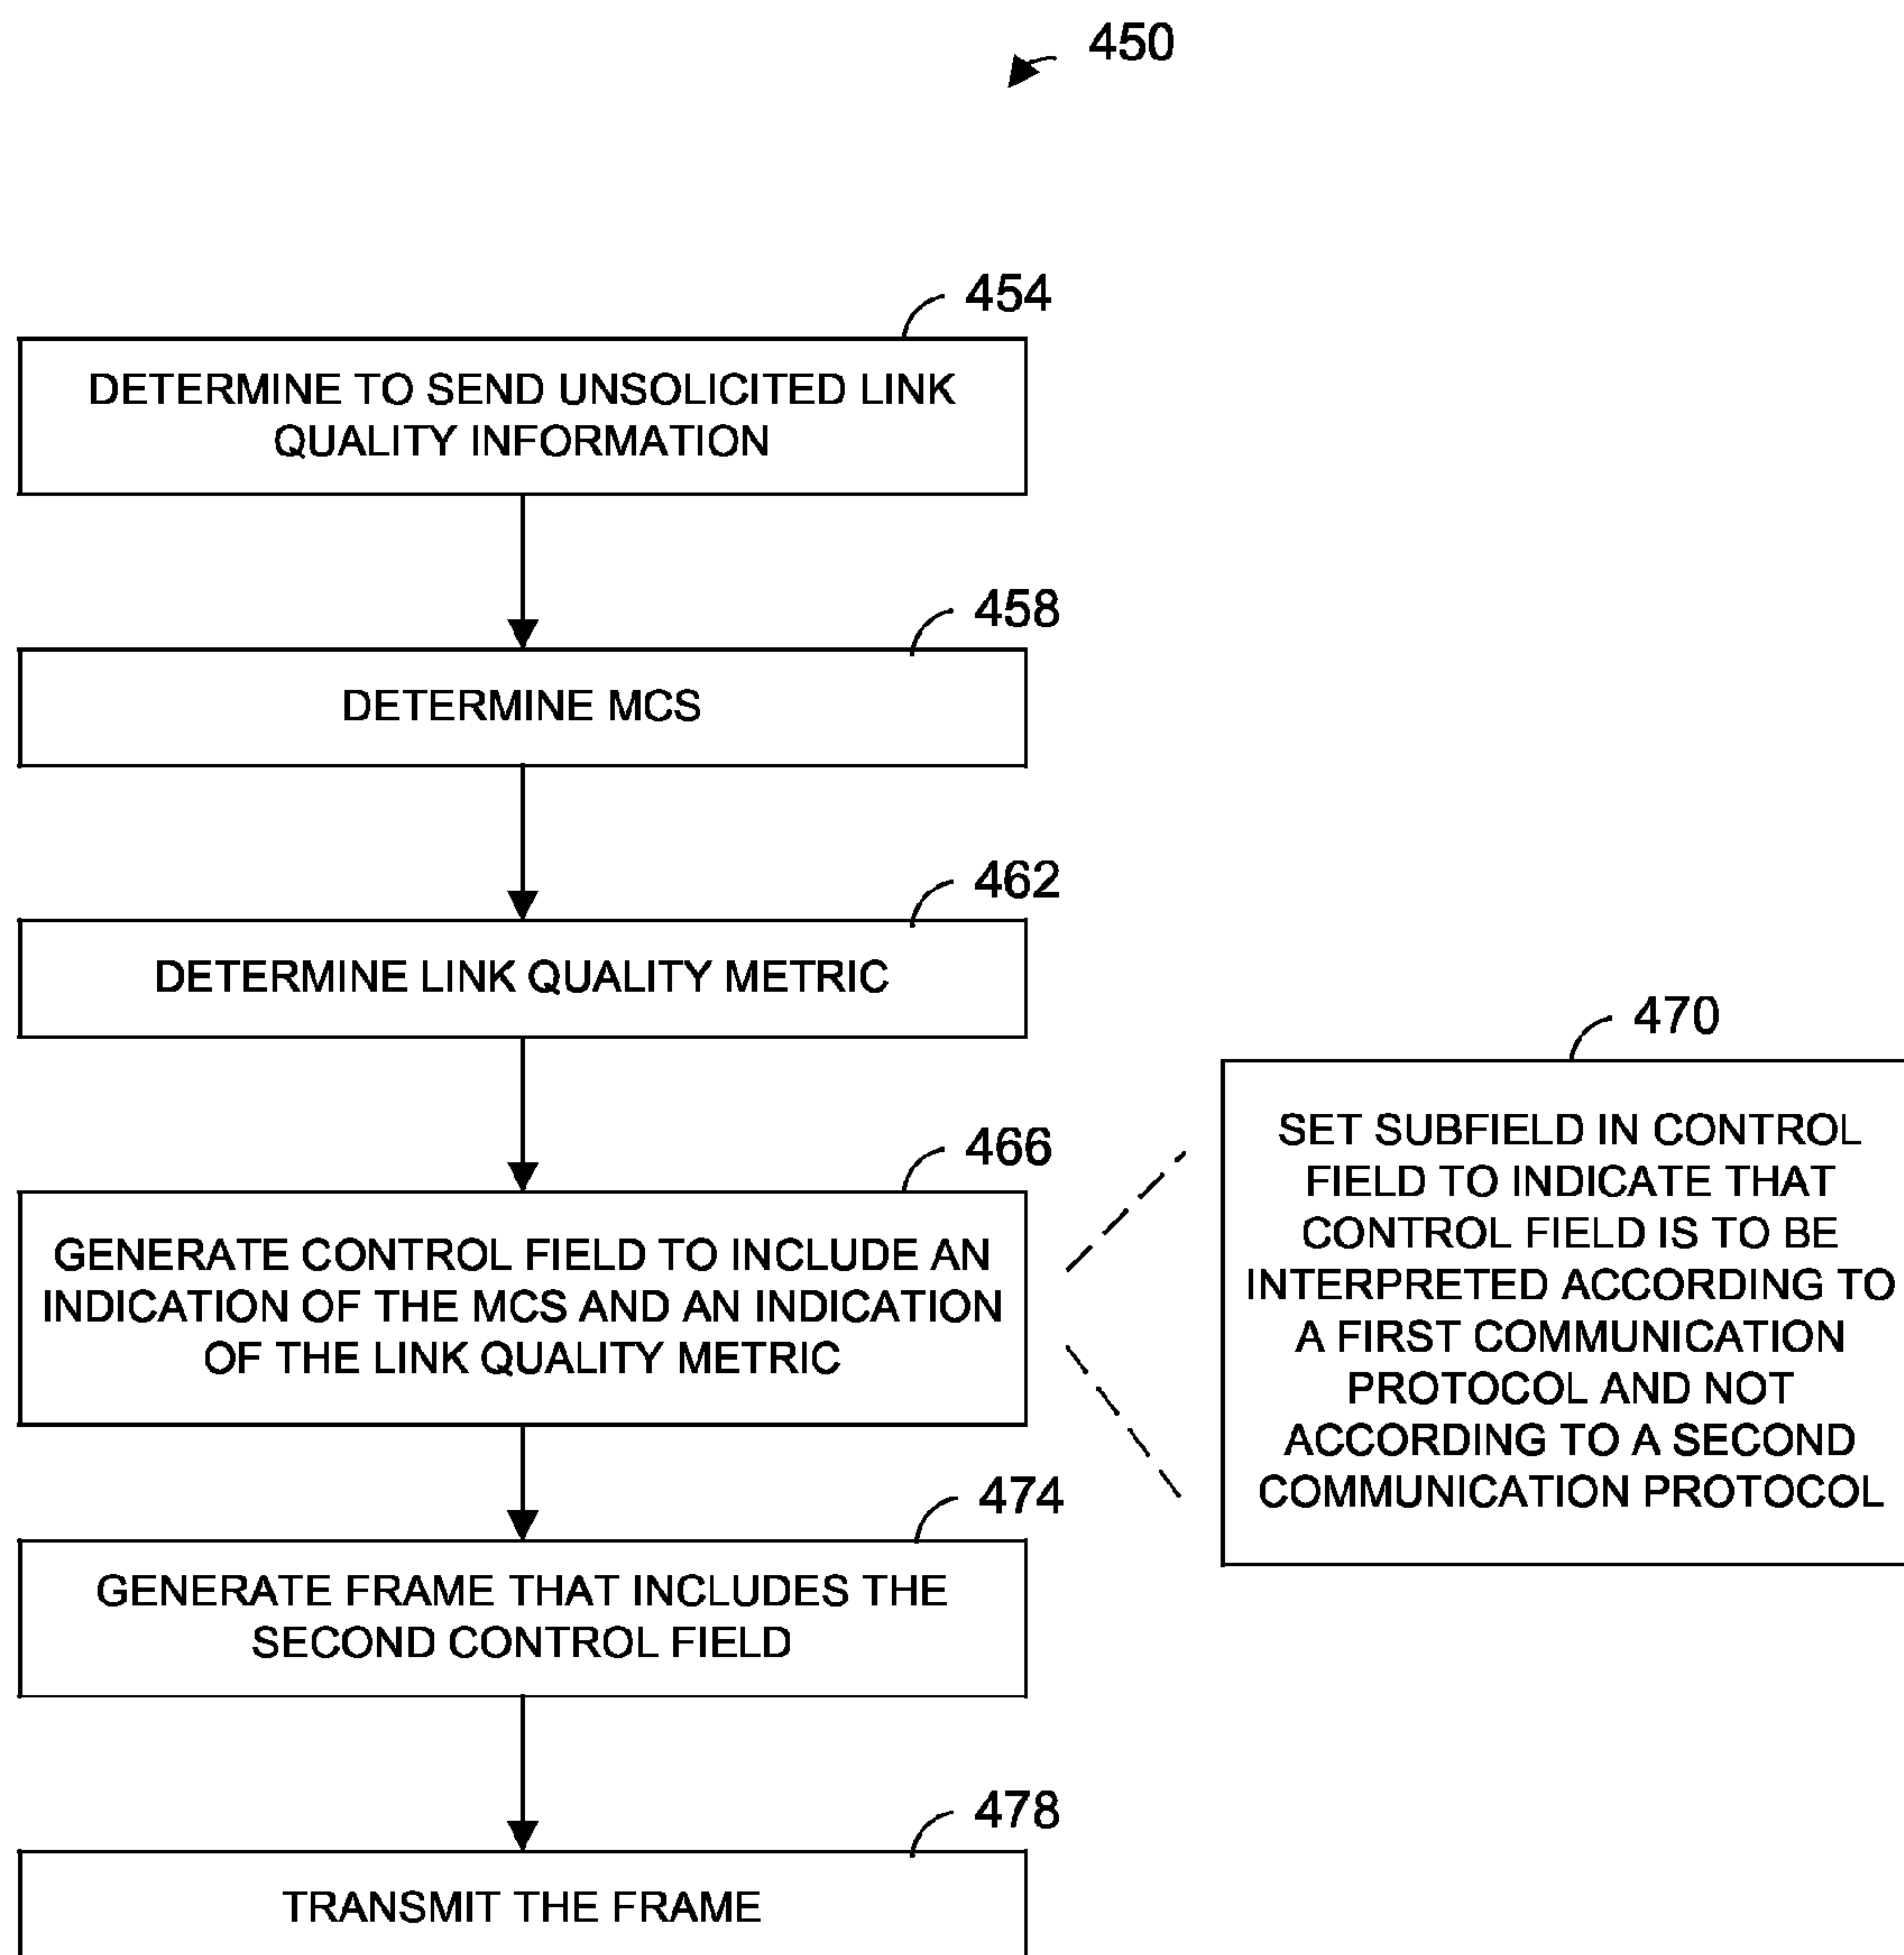 450
454
DETERMINE TO SEND UNSOLICITED LINK
QUALITY INFORMATION
458
DETERMINE MCS
462
DETERMINE LINK QUALITY METRIC
466
GENERATE CONTROL FIELD TO INCLUDE AN
INDICATION OF THE MCS AND AN INDICATION
OF THE LINK QUALITY METRIC
470
SET SUBFIELD IN CONTROL
FIELD TO INDICATE THAT
CONTROL FIELD IS TO BE
INTERPRETED ACCORDING TO
A FIRST COMMUNICATION
PROTOCOL AND NOT
ACCORDING TO A SECOND
COMMUNICATION PROTOCOL
474
GENERATE FRAME THAT INCLUDES THE
SECOND CONTROL FIELD
478
TRANSMIT THE FRAME